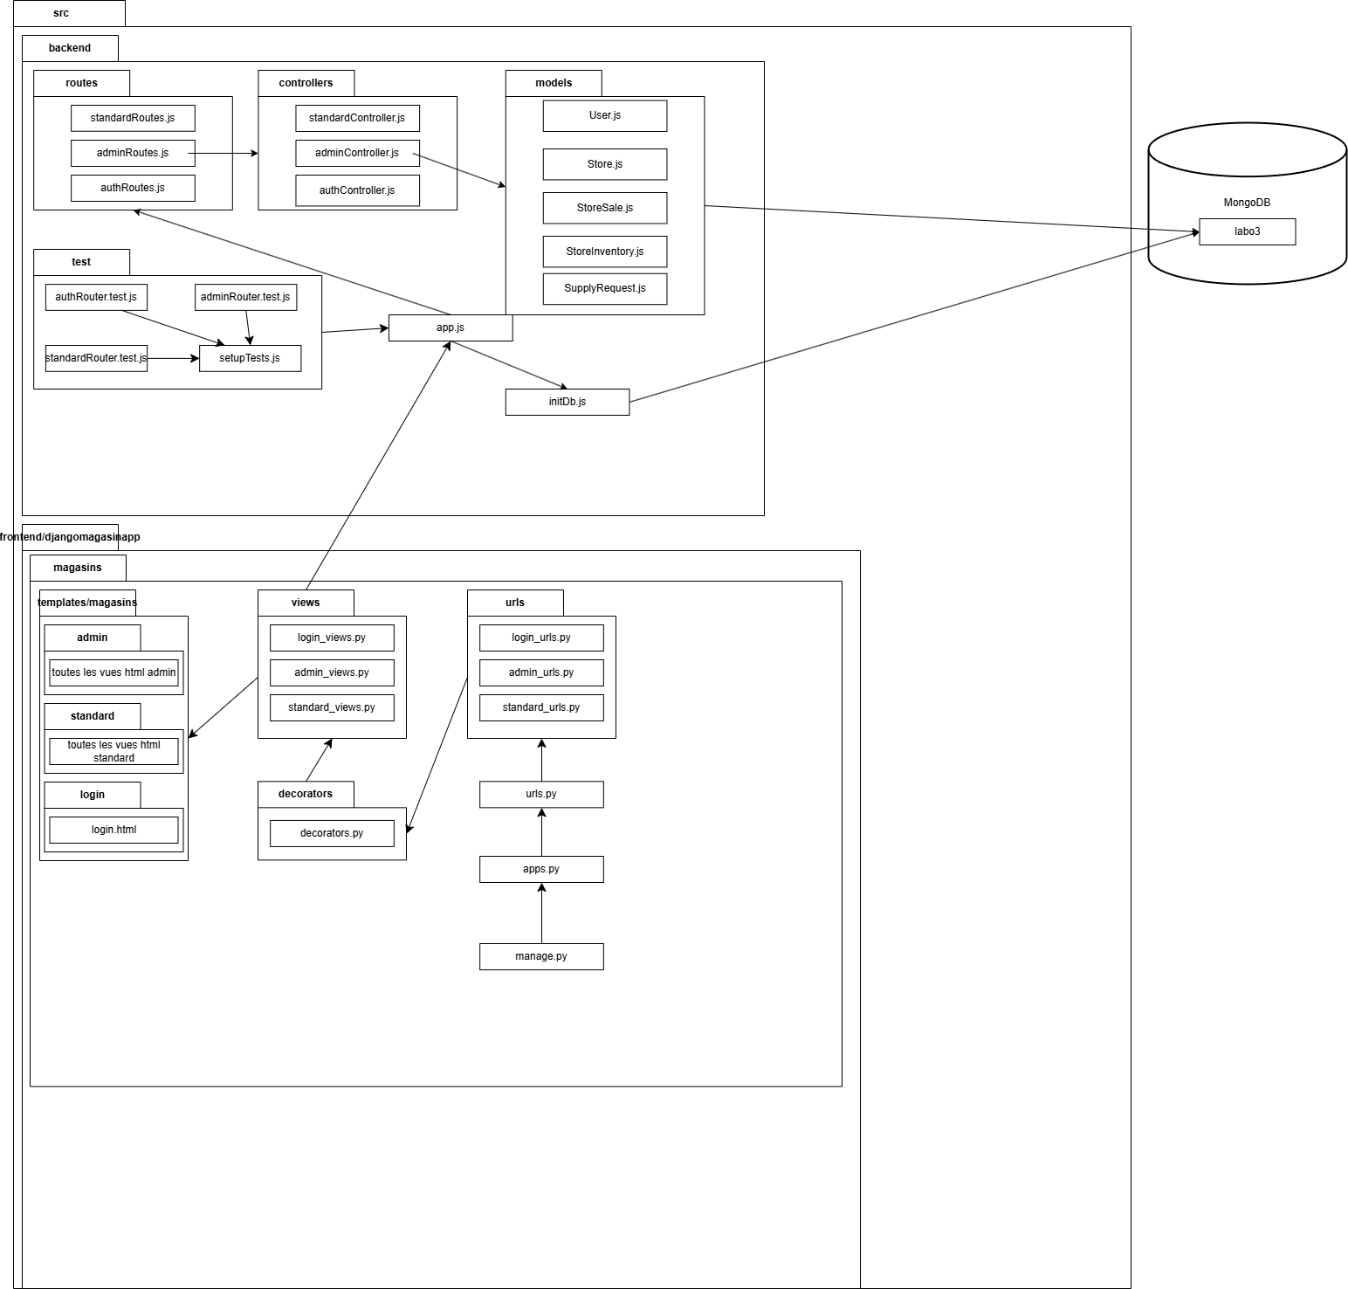 src
backend
routes
standardRoutes.js
adminRoutes.js
authRoutes.js
controllers
standardController.js
adminController.js
authController.js
models
User.js
Store.js
StoreSale.js
StoreInventory.js
SupplyRequest.js
MongoDB
labo3
test
authRouter.test.js
adminRouter.test.js
standardRouter.test.js
setupTests.js
app.js
initDb.js
frontend/djangomagasinapp
magasins
templates/magasins
admin
toutes les vues html admin
standard
toutes les vues html
standard
login
login.html
views
login_views.py
admin_views.py
standard_views.py
decorators
decorators.py
urls
login_urls.py
admin_urls.py
standard_urls.py
urls.py
apps.py
manage.py